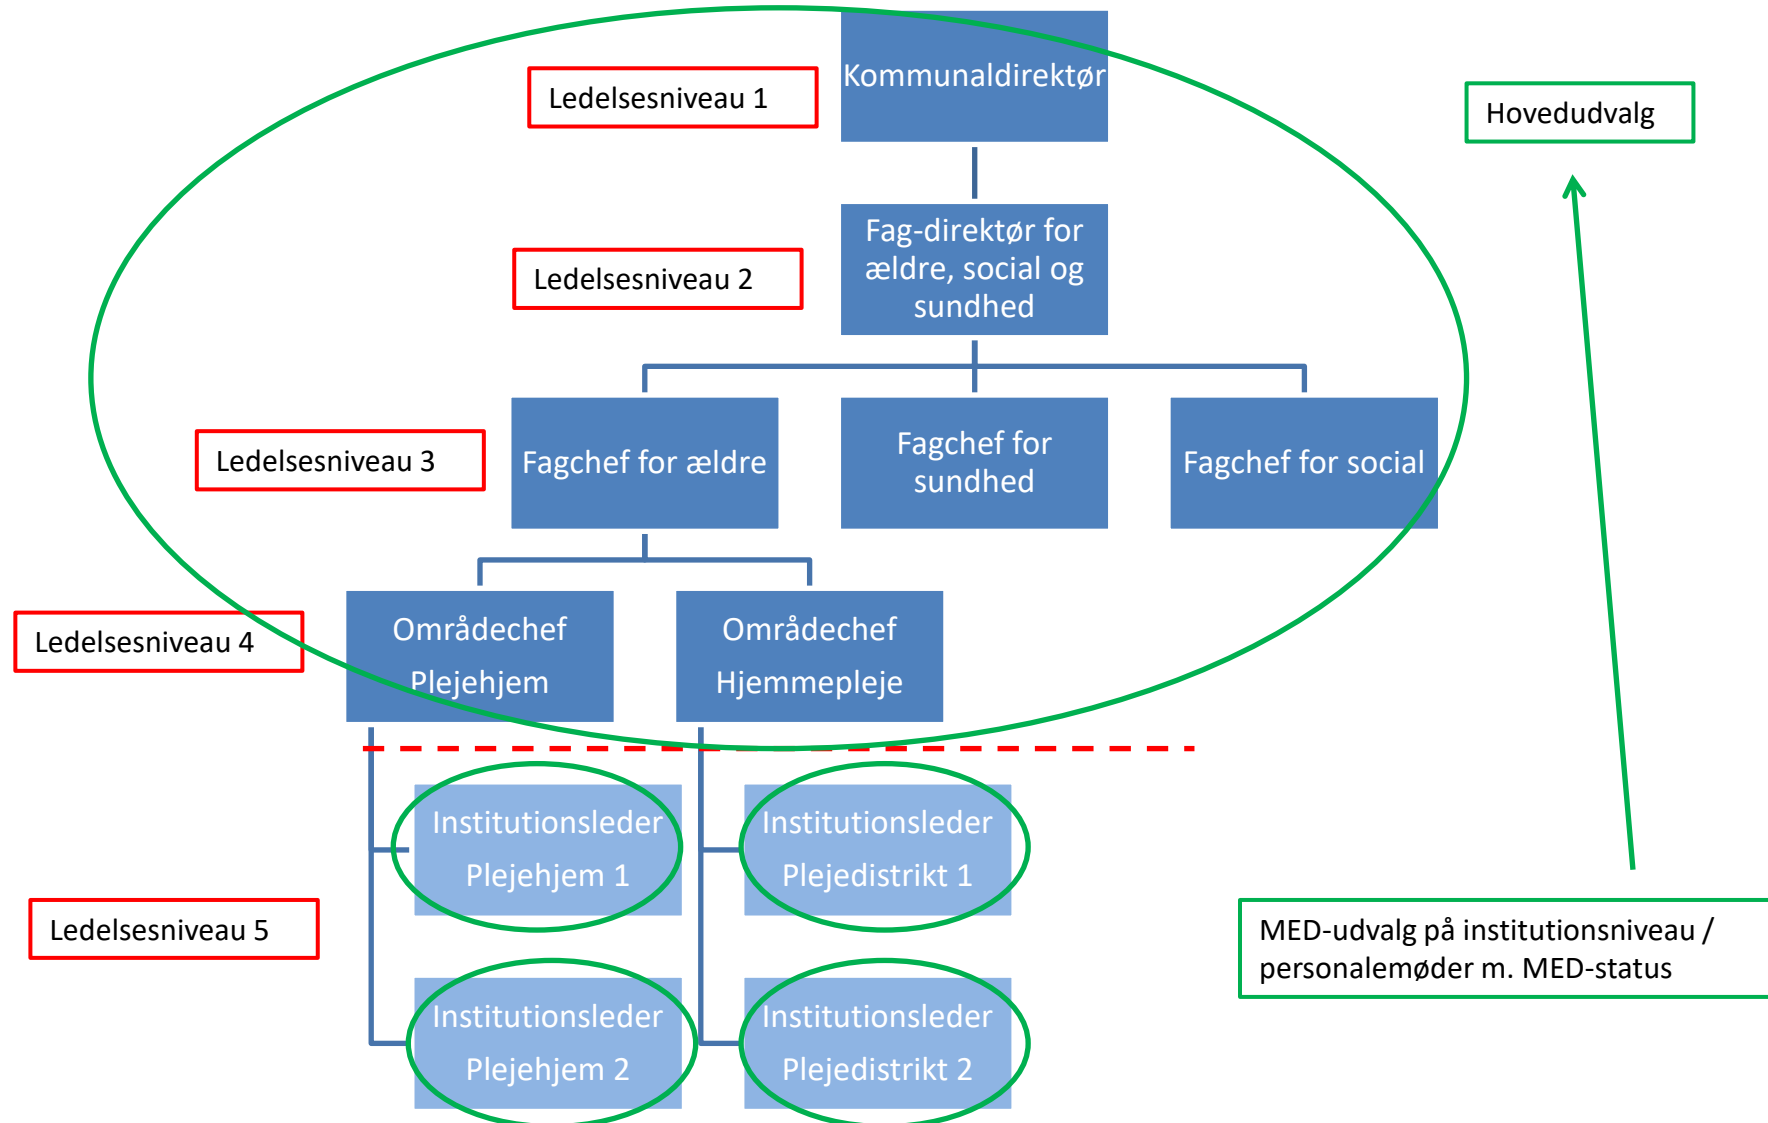 Kommunaldirektør
Ledelsesniveau 1
Hovedudvalg
Fag-direktør for
ældre, social og
sundhed
Ledelsesniveau 2
Ledelsesniveau 3
Fagchef for ældre
Fagchef for
sundhed
Fagchef for social
Ledelsesniveau 4
Områdechef
Plejehjem
Områdechef
Hjemmepleje
Institutionsleder
Plejehjem 1
Institutionsleder
Plejedistrikt 1
Ledelsesniveau 5
MED-udvalg på institutionsniveau /
personalemøder m. MED-status
Institutionsleder
Plejehjem 2
Institutionsleder
Plejedistrikt 2